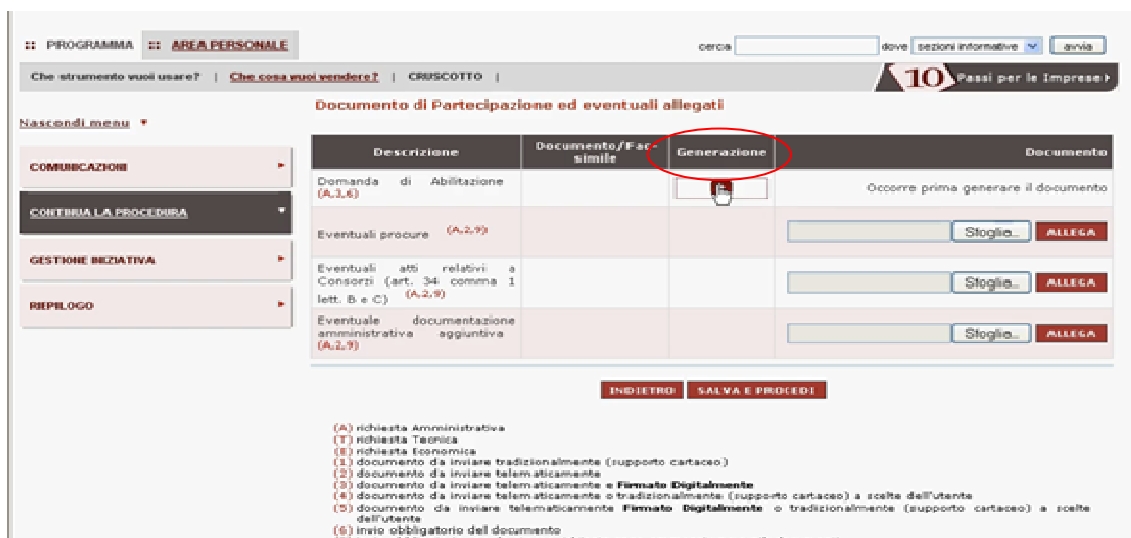 :: PROGRAMMA :: AREA PERSONALE
cerca
dove sezioni informative avvia
Che strumento vuoi usare? | Che cosa vuoi vendere? | CRUSCOTTO |
10 Passi per le Imprese
Nascondi menu
COMUNICAZIONI
CONTINUA LA PROCEDURA
GESTIONE INIZIATIVA
RIEPILOGO
Documento di Partecipazione ed eventuali allegati
Descrizione
Documento/Fac-
simile
Generazione
Documento
Domanda di Abilitazione
(A,3,6)
Occorre prima generare il documento
Eventuali procure (A,2,9)
Sfoglia... ALLEGA
Eventuali atti relativi a
Consorzi (art. 34 comma 1
lett. B e C) (A,2,9)
Sfoglia... ALLEGA
Eventuale documentazione
amministrativa aggiuntiva
(A,2,9)
Sfoglia... ALLEGA
INDIETRO SALVA E PROCEDI
(A) richiesta Amministrativa
(T) richiesta Tecnica
(E) richiesta Economica
(1) documento da inviare tradizionalmente (supporto cartaceo)
(2) documento da inviare telematicamente
(3) documento da inviare telematicamente e Firmato Digitalmente
(4) documento da inviare telematicamente o tradizionalmente (supporto cartaceo) a scelte dell'utente
(5) documento da inviare telematicamente Firmato Digitalmente o tradizionalmente (supporto cartaceo) a scelte
dell'utente
(6) invio obbligatorio del documento